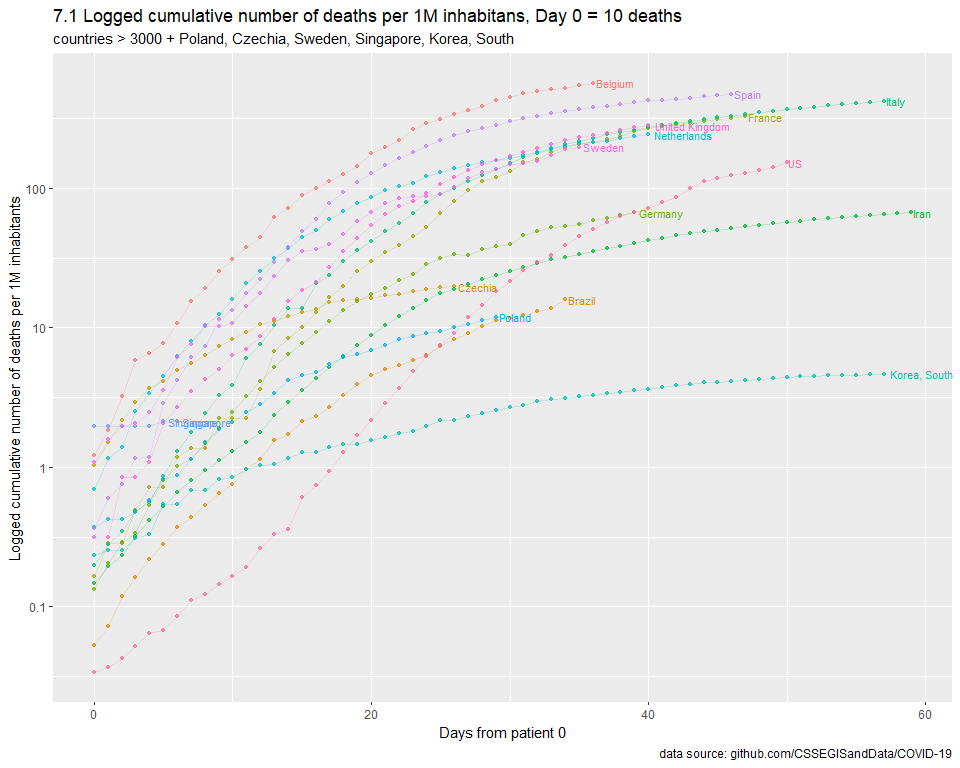 7.1 Logged cumulative number of deaths per 1M inhabitans, Day 0 = 10 deaths
countries > 3000 + Poland, Czechia, Sweden, Singapore, Korea, South
Logged cumulative number of deaths per 1M inhabitants
100
10
1
0.1
Belgium
Spain
Italy
France
United Kingdom
Netherlands
Sweden
US
Germany
Iran
Czechia
Brazil
Poland
Korea, South
Singapore
Singapore
0
20
40
60
Days from patient 0
data source: github.com/CSSEGISandData/COVID-19